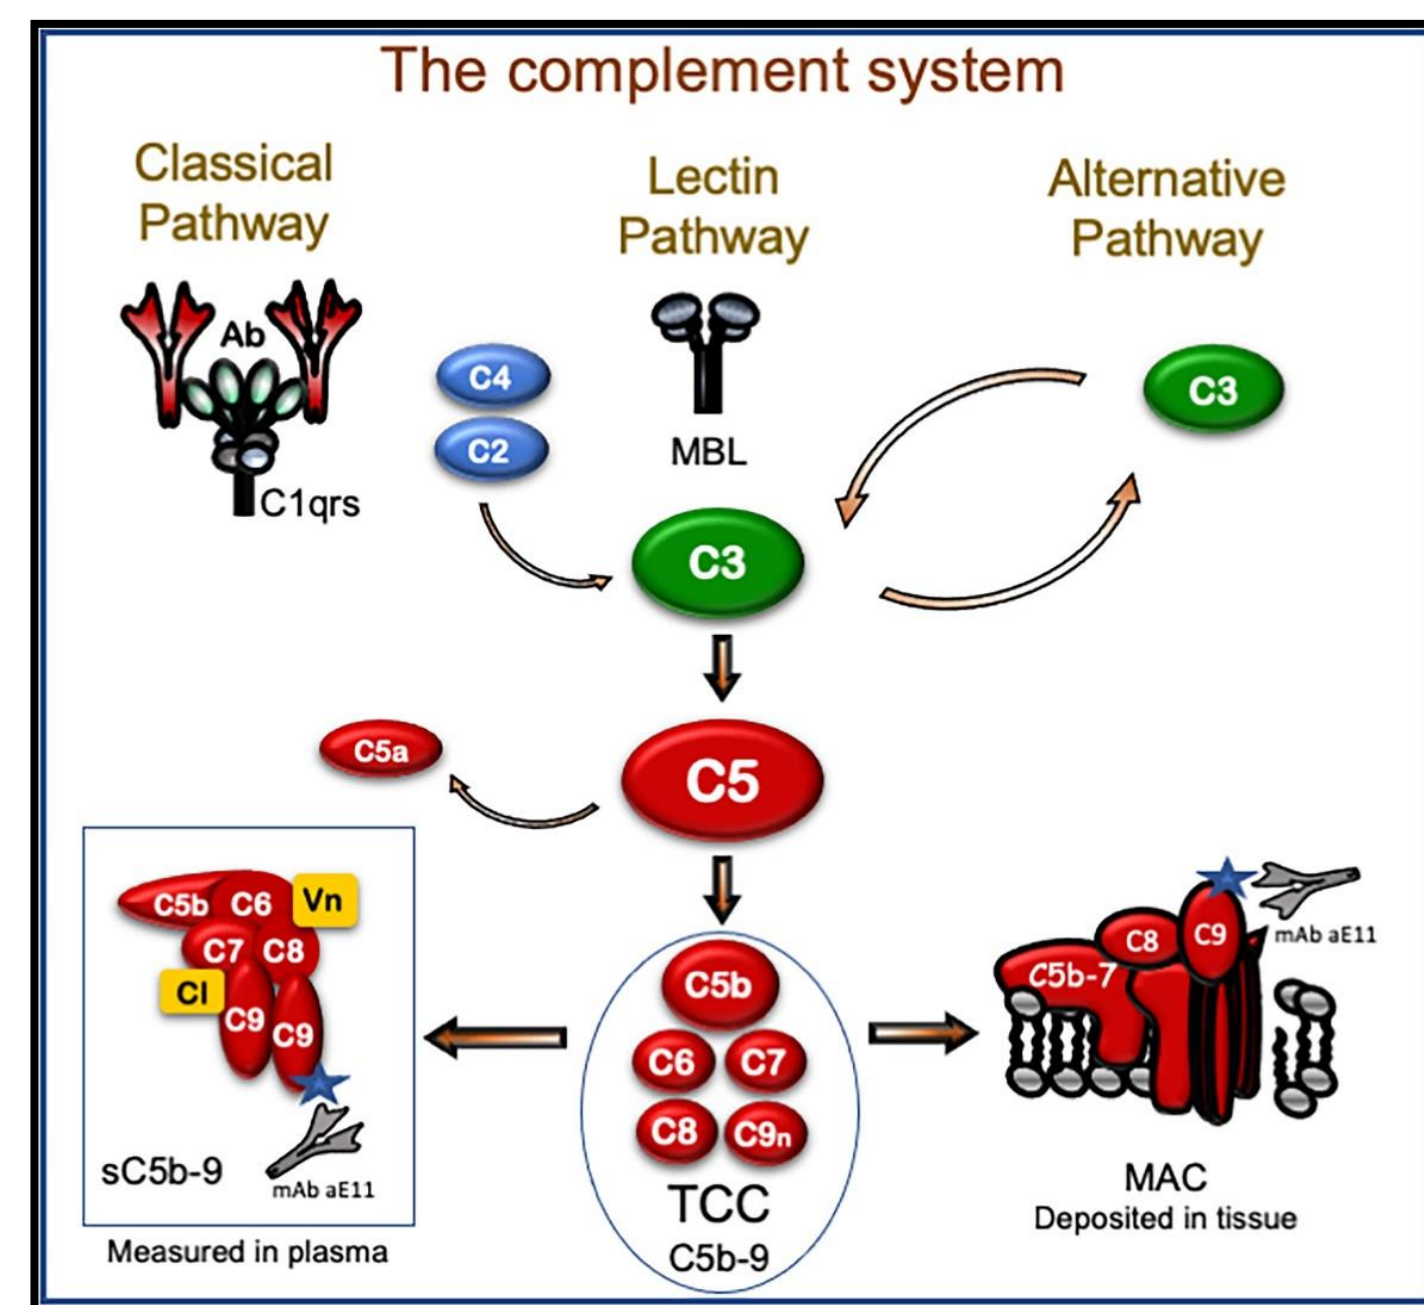 The complement system
Classical
Pathway
Lectin
Pathway
Alternative
Pathway
Ab
C1qrs
C4
C2
MBL
C3
C3
C5a
C5
C5b C6 Vn
C7 C8
Cl
C9 C9
sC5b-9
mAb aE11
Measured in plasma
C5b
C6 C7
C8 C9n
TCC
C5b-9
C5b-7
C8
C9
mAb aE11
MAC
Deposited in tissue